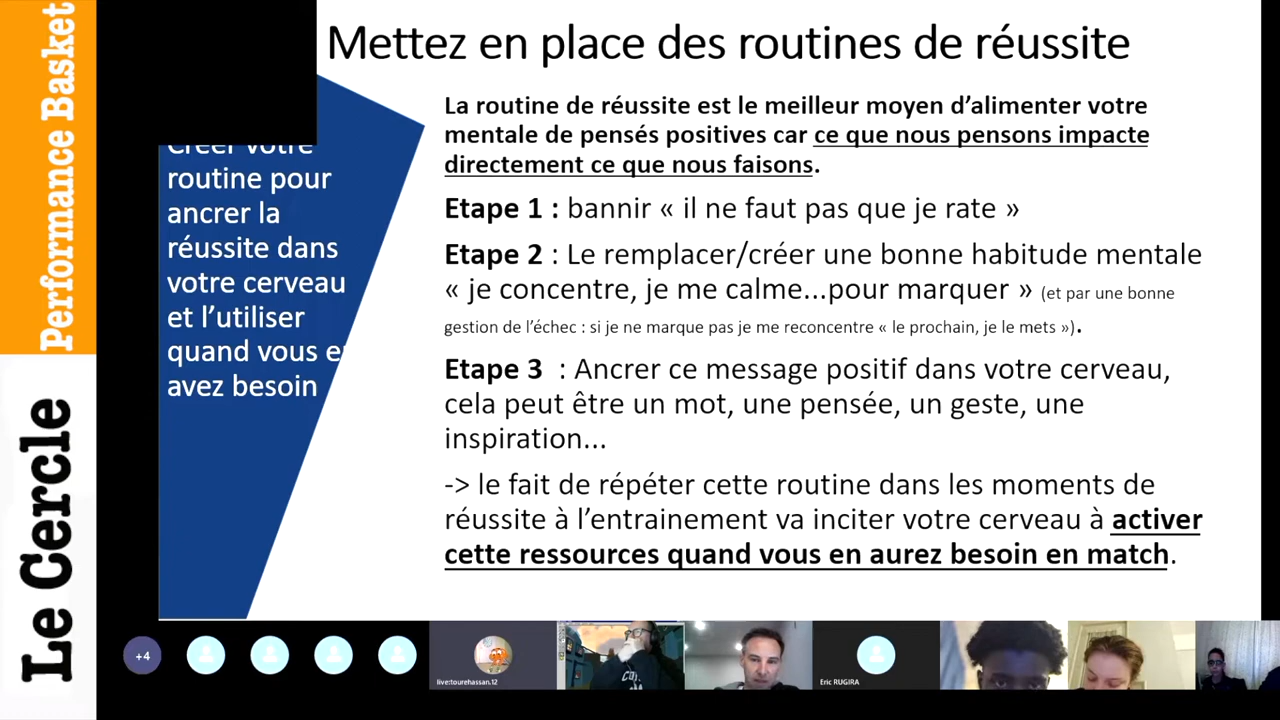 Performance Basket
Le Cercle
Mettez en place des routines de réussite
Créer votre
routine pour
ancrer la
réussite dans
votre cerveau
et l’utiliser
quand vous e
avez besoin
La routine de réussite est le meilleur moyen d’alimenter votre
mentale de pensés positives car ce que nous pensons impacte
directement ce que nous faisons.
Etape 1 : bannir « il ne faut pas que je rate »
Etape 2 : Le remplacer/créer une bonne habitude mentale
« je concentre, je me calme...pour marquer » (et par une bonne
gestion de l’échec : si je ne marque pas je me reconcentre « le prochain, je le mets »).
Etape 3 : Ancrer ce message positif dans votre cerveau,
cela peut être un mot, une pensée, un geste, une
inspiration...
-> le fait de répéter cette routine dans les moments de
réussite à l’entrainement va inciter votre cerveau à activer
cette ressources quand vous en aurez besoin en match.
+4
live:tourehassan.12
Eric RUGIRA